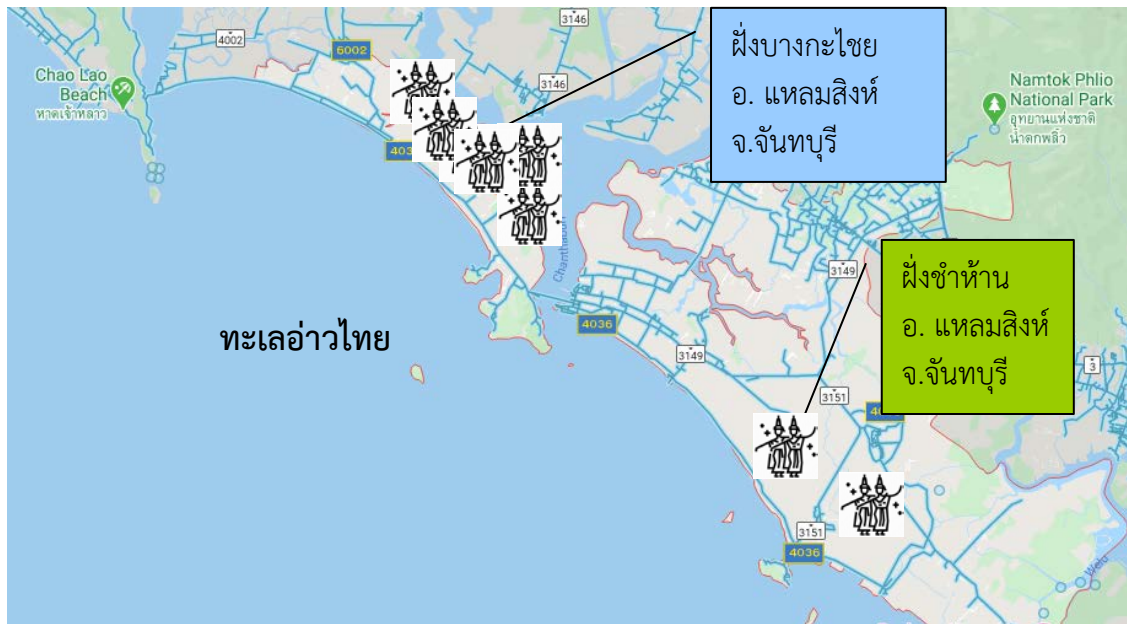 3146
4002
6002
ฝั่งบางกะไชย
อ. แหลมสิงห์
จ.จันทบุรี
Chao Lao
Beach
หาดเจ้าหลาว
3146
Namtok Phlio
National Park
อุทยานแห่งชาติ
น้ำตกพลิ้ว
Chanthaburi
3149
ฝั่งชำห้าน
อ. แหลมสิงห์
จ.จันทบุรี
ทะเลอ่าวไทย
4036
3149
3
3151
3151
4036
Welu